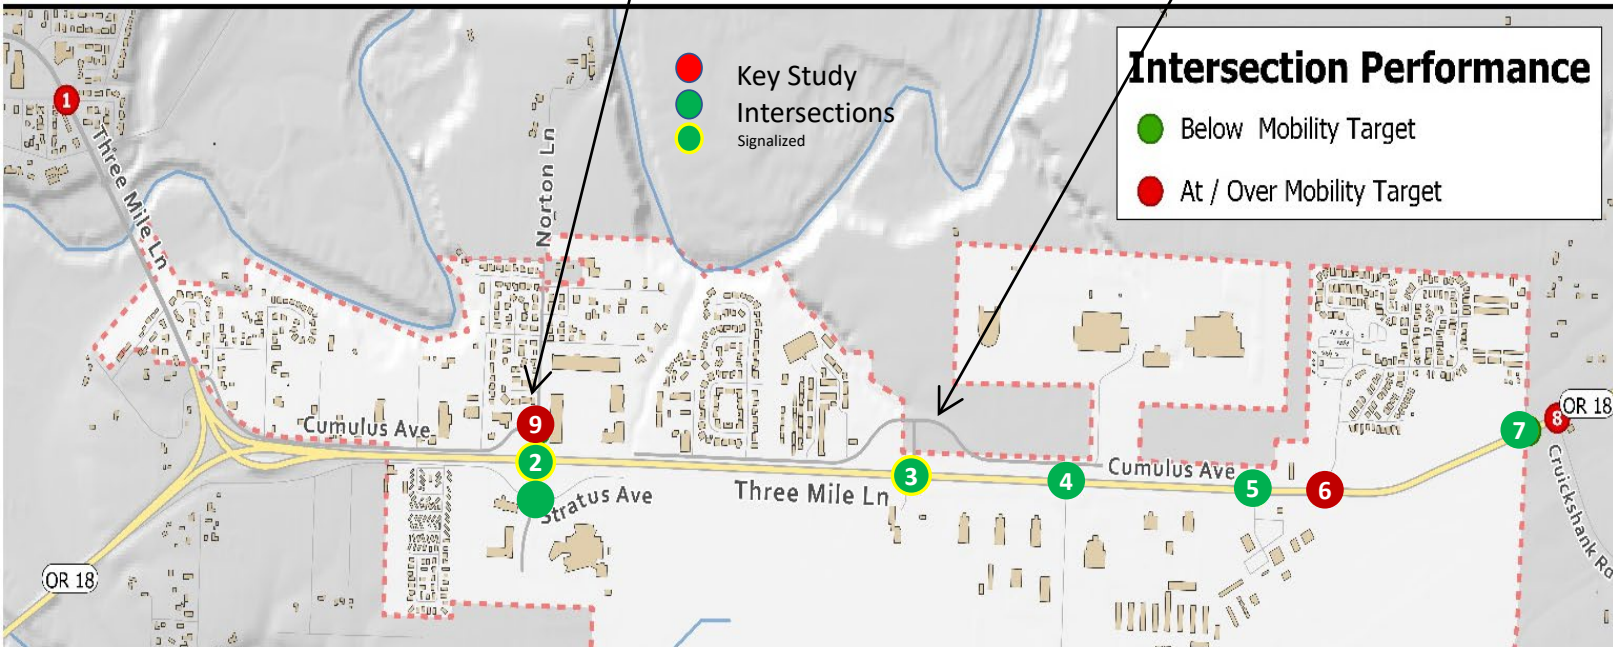 Key Study
Intersections
Signalized
Intersection Performance
Below Mobility Target
At / Over Mobility Target
1
Three Mile Ln
Norton Ln
Cumulus Ave
9
2
Stratus Ave
3
Three Mile Ln
4
Cumulus Ave
5
6
7
8
OR 18
Cruickshank Rd
OR 18